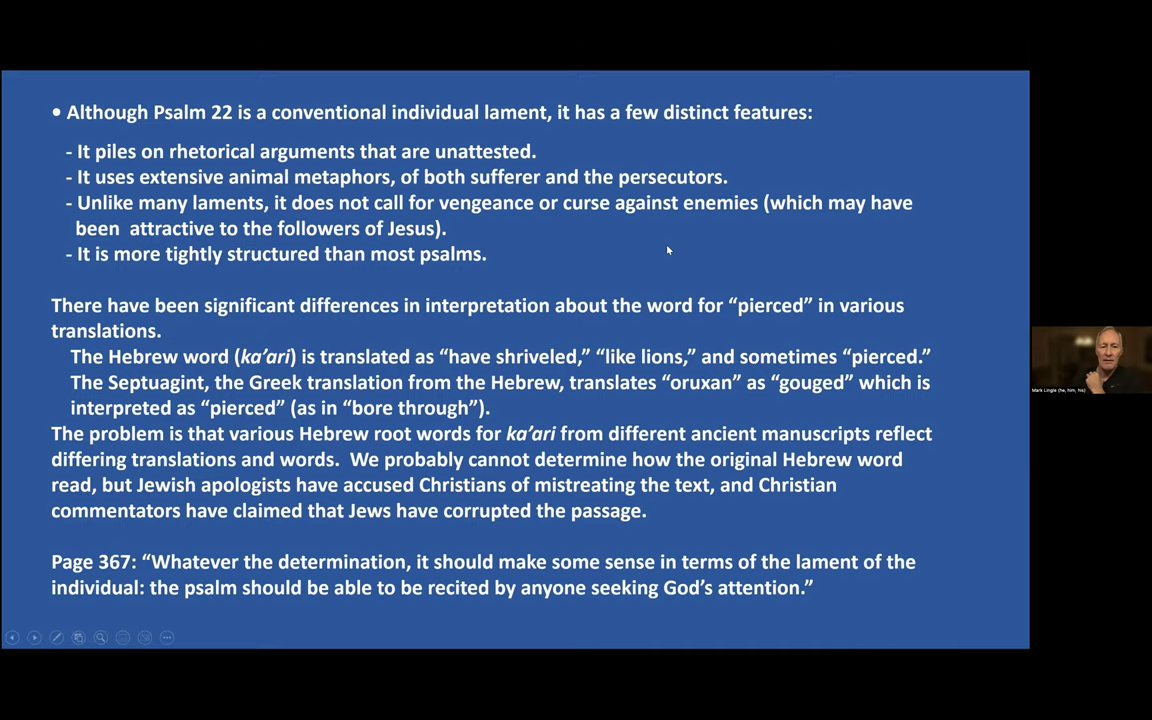 • Although Psalm 22 is a conventional individual lament, it has a few distinct features:
- It piles on rhetorical arguments that are unattested.
- It uses extensive animal metaphors, of both sufferer and the persecutors.
- Unlike many laments, it does not call for vengeance or curse against enemies (which may have
been attractive to the followers of Jesus).
- It is more tightly structured than most psalms.
There have been significant differences in interpretation about the word for “pierced” in various
translations.
The Hebrew word (ka’ari) is translated as “have shriveled,” “like lions,” and sometimes “pierced.”
The Septuagint, the Greek translation from the Hebrew, translates “oruxan” as “gouged” which is
interpreted as “pierced” (as in “bore through”).
The problem is that various Hebrew root words for ka’ari from different ancient manuscripts reflect
differing translations and words. We probably cannot determine how the original Hebrew word
read, but Jewish apologists have accused Christians of mistreating the text, and Christian
commentators have claimed that Jews have corrupted the passage.
Page 367: “Whatever the determination, it should make some sense in terms of the lament of the
individual: the psalm should be able to be recited by anyone seeking God’s attention.”
Mark Lingle (he, him, his)